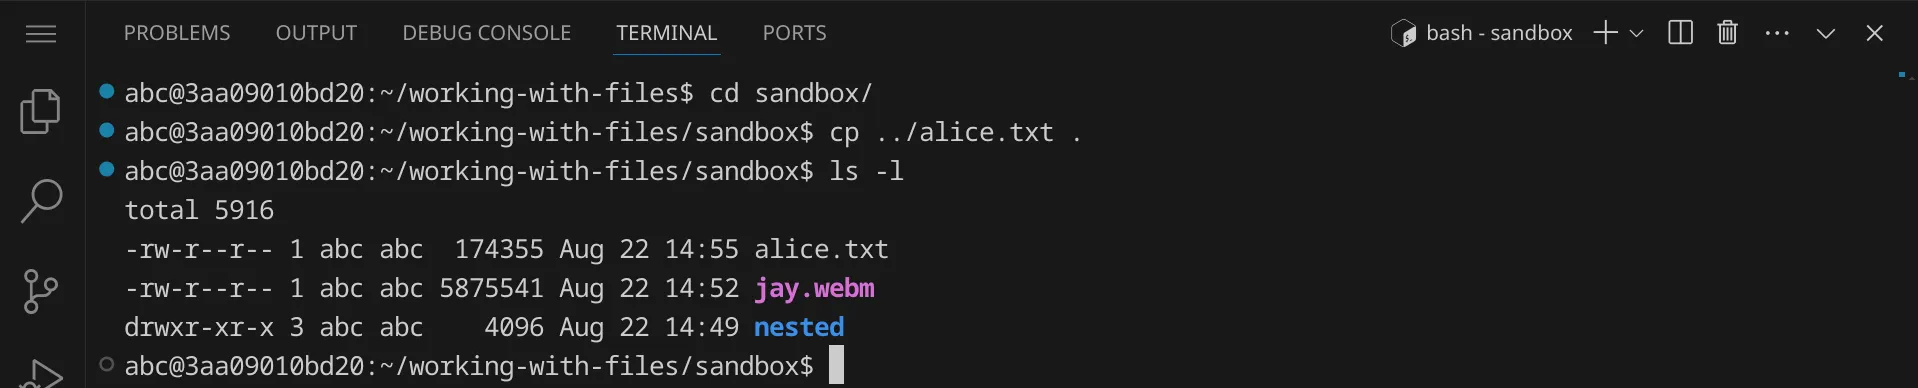 PROBLEMS OUTPUT DEBUG CONSOLE TERMINAL PORTS bash - sandbox
abc@3aa09010bd20:~/working-with-files$ cd sandbox/
abc@3aa09010bd20:~/working-with-files/sandbox$ cp ../alice.txt .
abc@3aa09010bd20:~/working-with-files/sandbox$ ls -l
total 5916
-rw-r--r-- 1 abc abc  174355 Aug 22 14:55 alice.txt
-rw-r--r-- 1 abc abc 5875541 Aug 22 14:52 jay.webm
drwxr-xr-x 3 abc abc    4096 Aug 22 14:49 nested
abc@3aa09010bd20:~/working-with-files/sandbox$